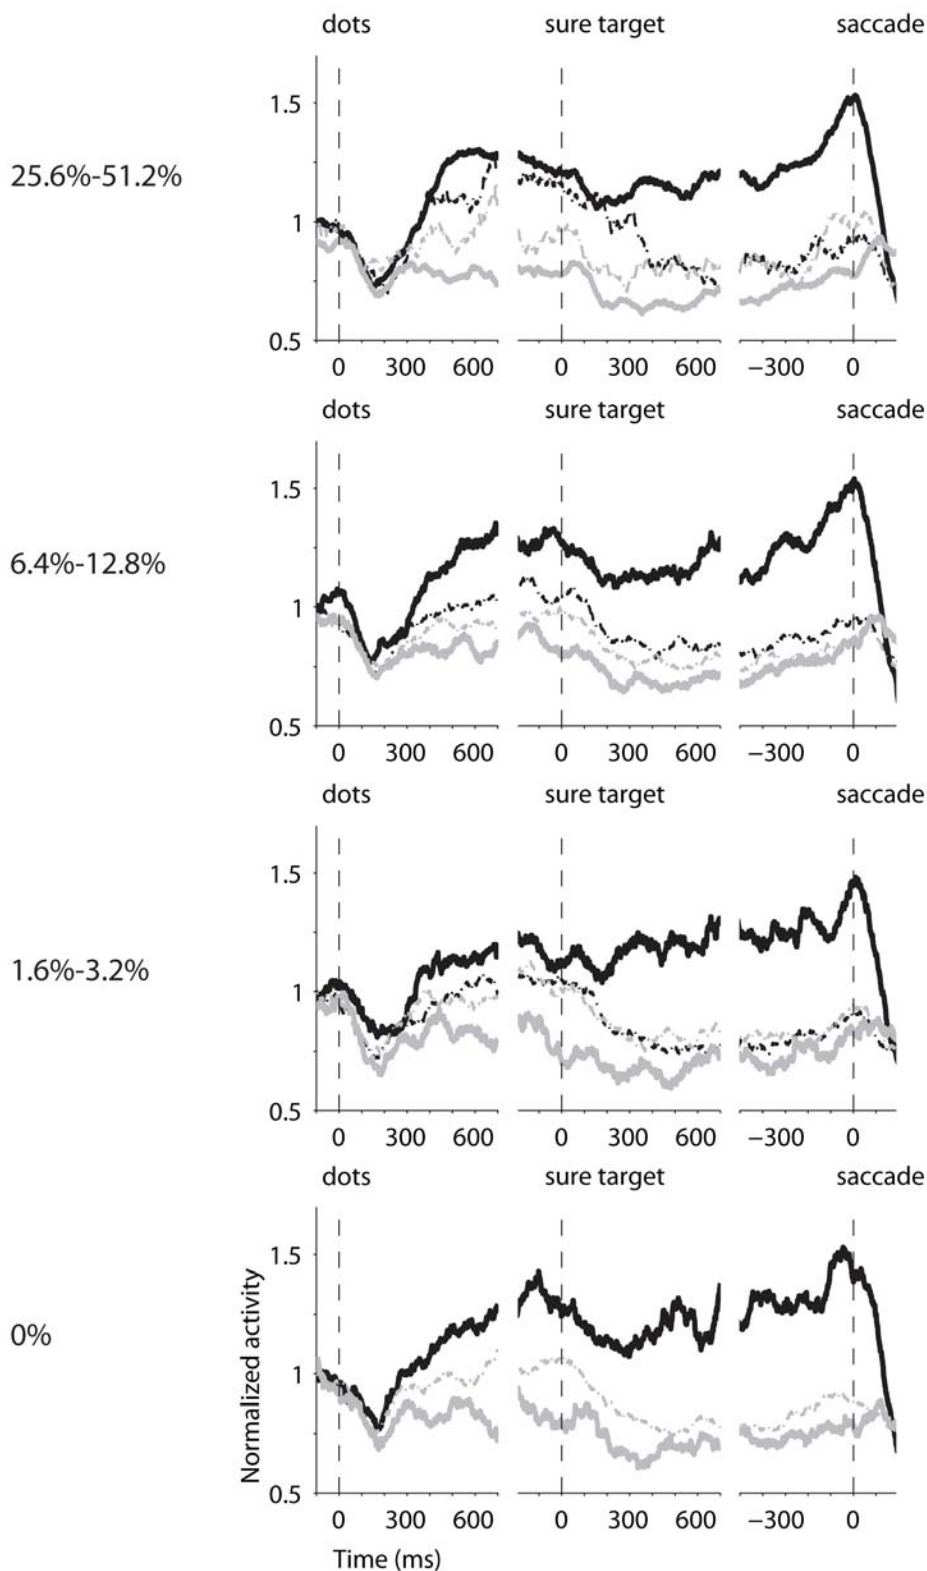 dots sure target saccade
25.6%-51.2%
1.5
1
0.5
0 300 600 0 300 600 −300 0
dots sure target saccade
6.4%-12.8%
1.5
1
0.5
0 300 600 0 300 600 −300 0
dots sure target saccade
1.6%-3.2%
1.5
1
0.5
0 300 600 0 300 600 −300 0
dots sure target saccade
0%
Normalized activity
1.5
1
0.5
0 300 600 0 300 600 −300 0
Time (ms)